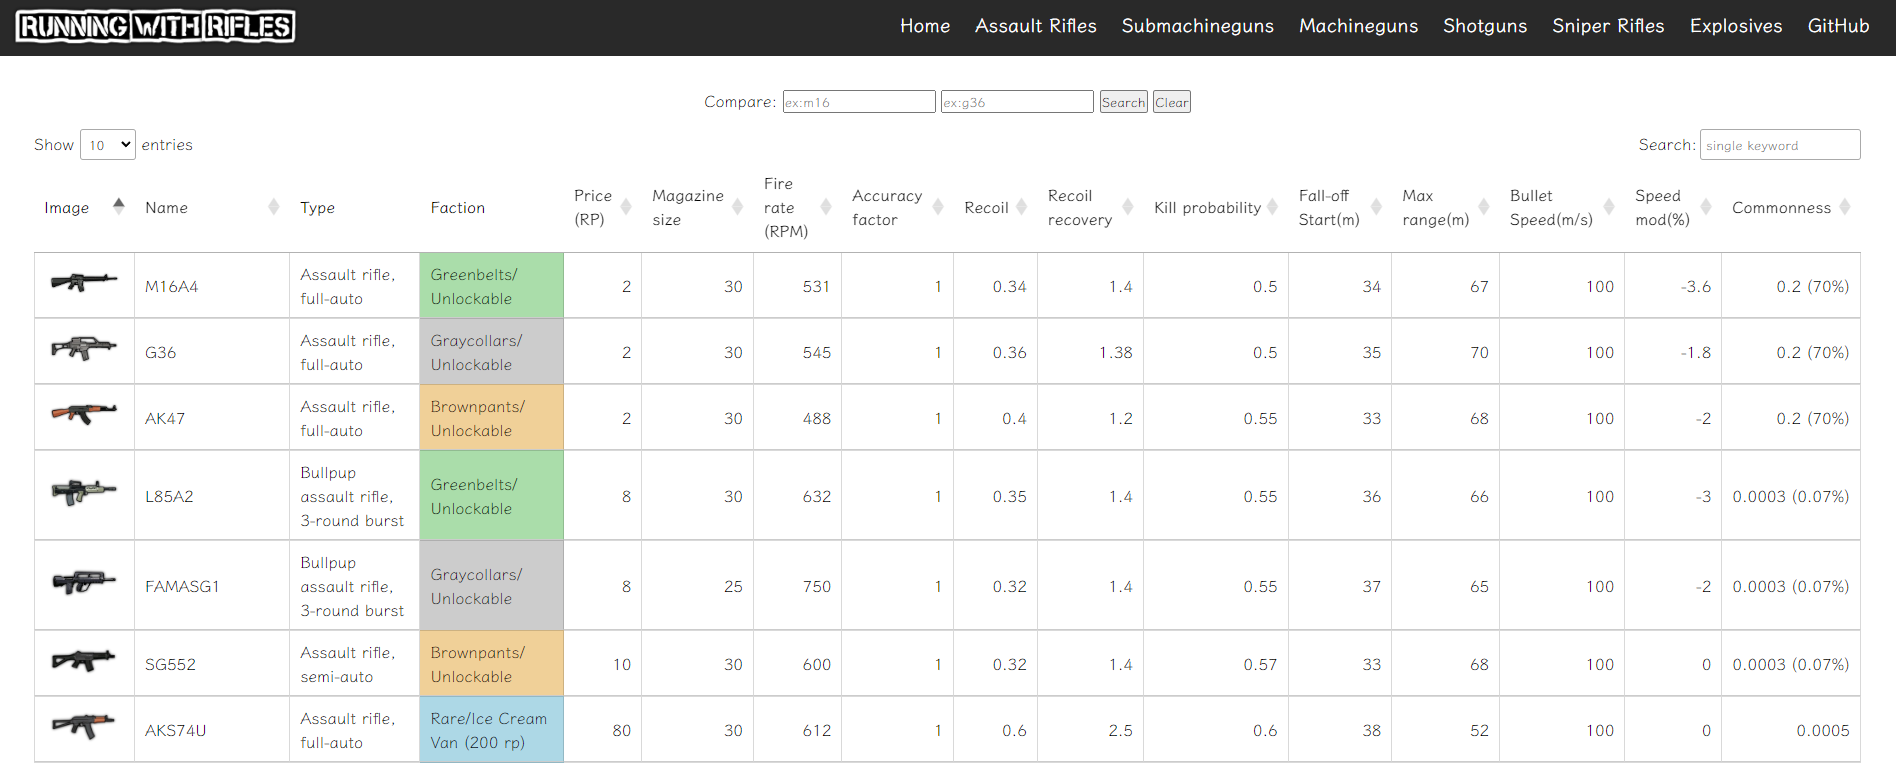 RUNNING WITH RIFLES
Home Assault Rifles Submachineguns Machineguns Shotguns Sniper Rifles Explosives GitHub
Compare: ex:m16 ex:g36 Search Clear
Show 10 entries Search: single keyword
Image Name Type Faction Price (RP) Magazine size Fire rate (RPM) Accuracy factor Recoil Recoil recovery Kill probability Fall-off Start(m) Max range(m) Bullet Speed(m/s) Speed mod(%) Commonness
M16A4 Assault rifle, full-auto Greenbelts/ Unlockable 2 30 531 1 0.34 1.4 0.5 34 67 100 -3.6 0.2 (70%)
G36 Assault rifle, full-auto Graycollars/ Unlockable 2 30 545 1 0.36 1.38 0.5 35 70 100 -1.8 0.2 (70%)
AK47 Assault rifle, full-auto Brownpants/ Unlockable 2 30 488 1 0.4 1.2 0.55 33 68 100 -2 0.2 (70%)
L85A2 Bullpup assault rifle, 3-round burst Greenbelts/ Unlockable 8 30 632 1 0.35 1.4 0.55 36 66 100 -3 0.0003 (0.07%)
FAMASG1 Bullpup assault rifle, 3-round burst Graycollars/ Unlockable 8 25 750 1 0.32 1.4 0.55 37 65 100 -2 0.0003 (0.07%)
SG552 Assault rifle, semi-auto Brownpants/ Unlockable 10 30 600 1 0.32 1.4 0.57 33 68 100 0 0.0003 (0.07%)
AKS74U Assault rifle, full-auto Rare/Ice Cream Van (200 rp) 80 30 612 1 0.6 2.5 0.6 38 52 100 0 0.0005